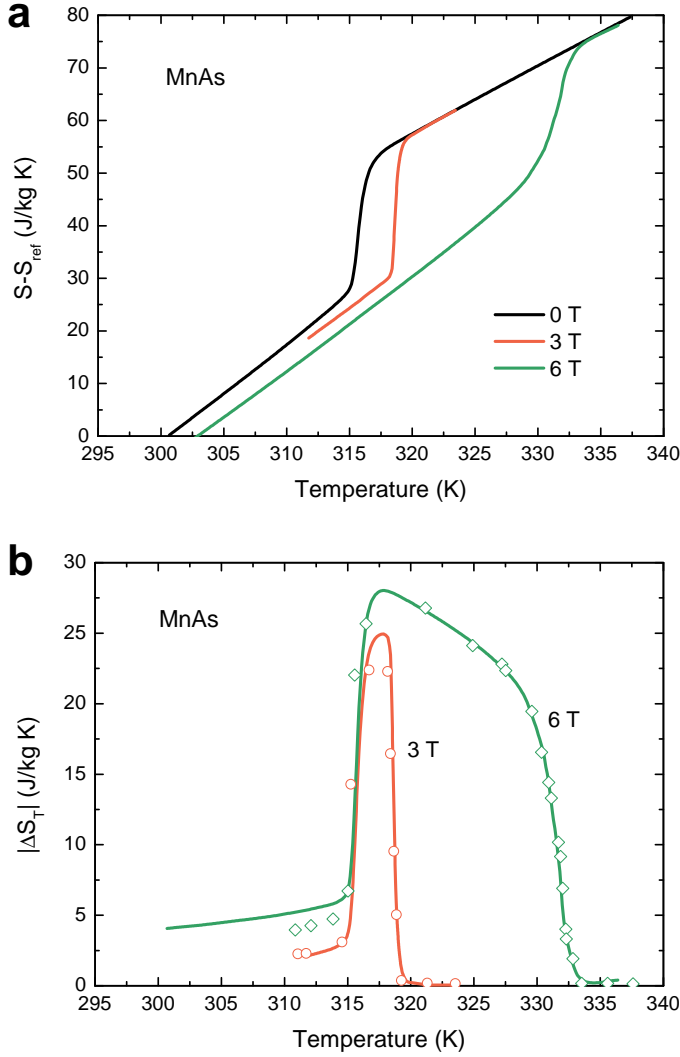 a
80
70
60
50
40
30
20
10
0
S-S_ref (J/kg K)
MnAs
0 T
3 T
6 T
295 300 305 310 315 320 325 330 335 340
Temperature (K)
b
30
25
20
15
10
5
0
|ΔS_T| (J/kg K)
MnAs
6 T
3 T
295 300 305 310 315 320 325 330 335 340
Temperature (K)